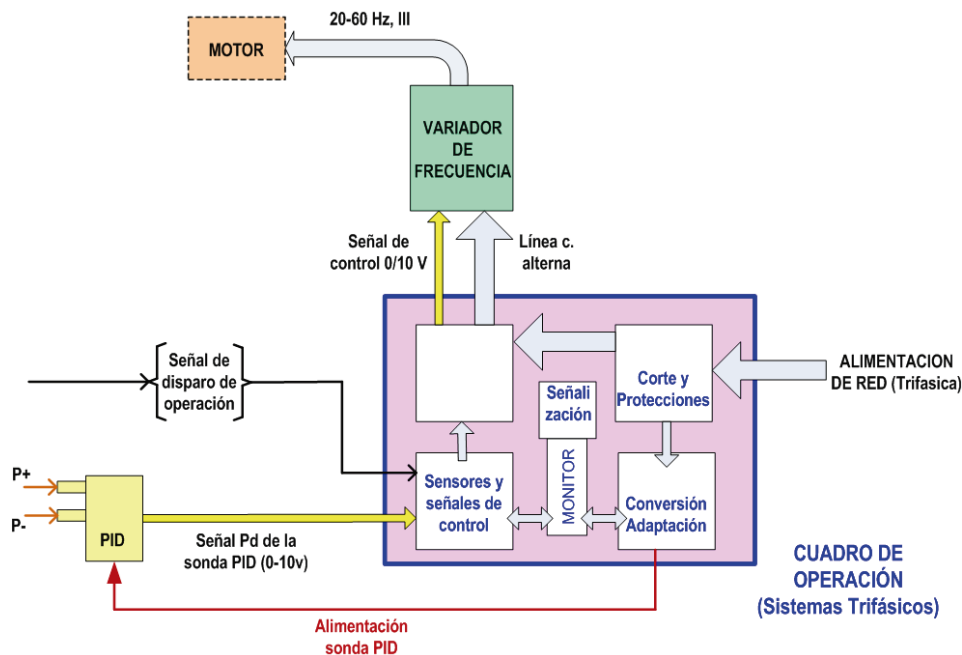 20-60 Hz, III
MOTOR
VARIADOR
DE
FRECUENCIA
Señal de
control 0/10 V
Línea c.
alterna
Señal de
disparo de
operación
Corte y
Protecciones
ALIMENTACION
DE RED (Trifasica)
Señali
zación
MONITOR
Sensores y
señales de
control
Conversión
Adaptación
P+
P-
PID
Señal Pd de la
sonda PID (0-10v)
CUADRO DE
OPERACIÓN
(Sistemas Trifásicos)
Alimentación
sonda PID